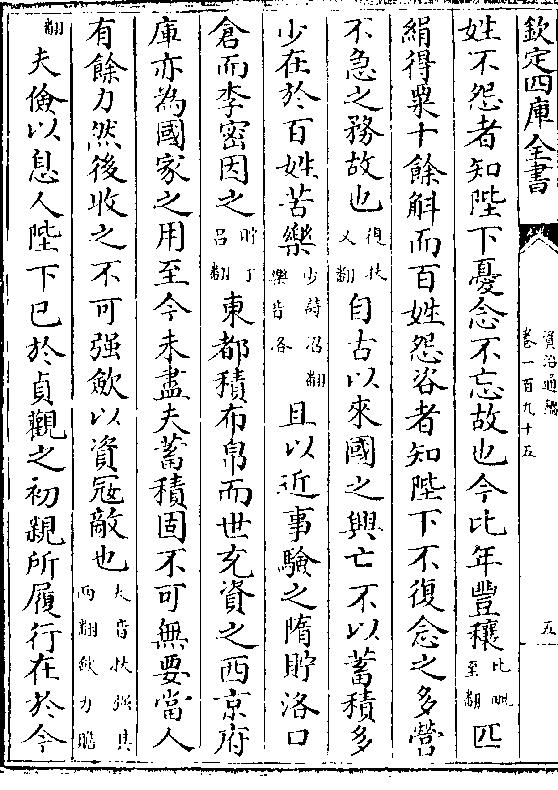 欽定四庫全書
資治通鑑
卷一百九十五
五
姓不怨者知陛下憂念不忘故也今比年豐穰比毗至翻匹
絹得粟十餘斛而百姓怨咨者知陛下不復念之多營
不急之務故也復扶又翻自古以來國之興亡不以蓄積多
少在於百姓苦樂少詩沼翻樂音洛且以近事驗之隋貯洛口
倉而李密因之貯丁呂翻東都積布帛而世充資之西京府
庫亦為國家之用至今未盡夫蓄積固不可無要當人
有餘力然後收之不可强斂以資冦敵也夫音扶强其兩翻斂力贍
翻夫儉以息人陛下已於貞觀之初親所履行在於今